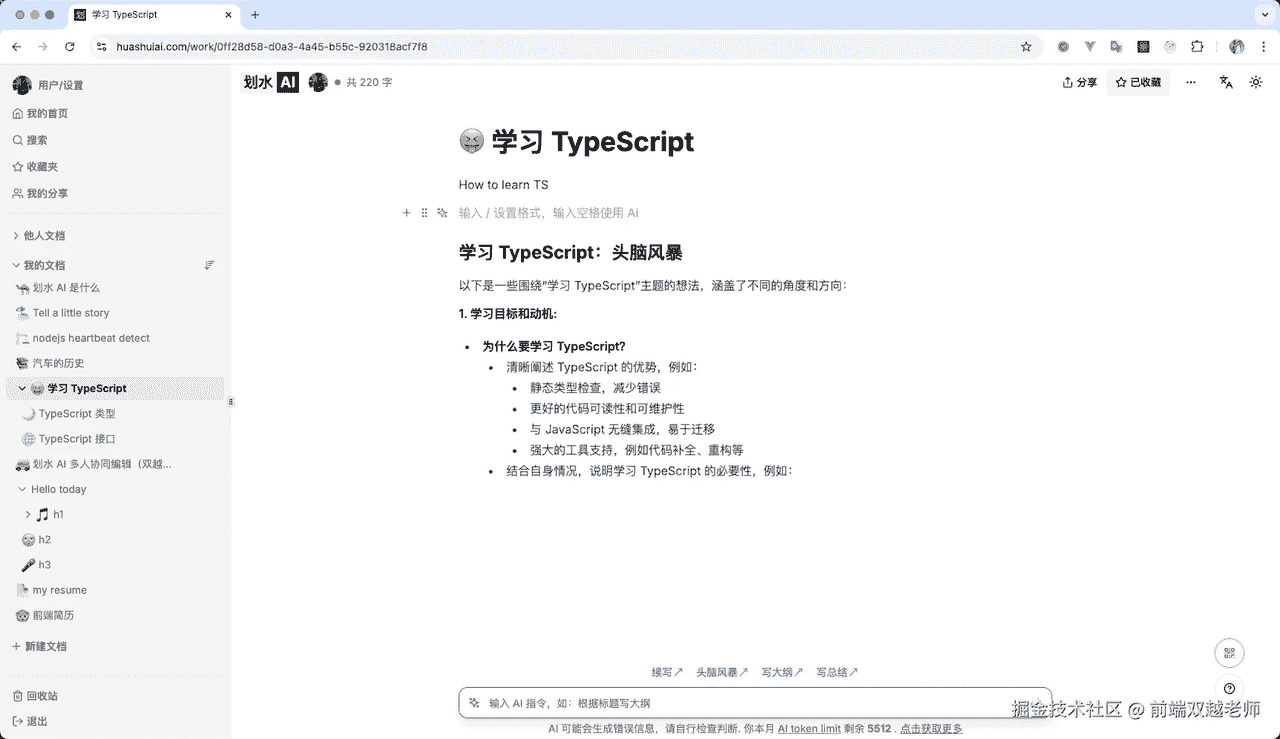 学习 TypeScript
huashuiai.com/work/0ff28d58-d0a3-4a45-b55c-920318acf7f8
用户/设置
我的首页
搜索
收藏夹
我的分享
他人文档
我的文档
划水 AI 是什么
Tell a little story
nodejs heartbeat detect
汽车的历史
学习 TypeScript
TypeScript 类型
TypeScript 接口
划水 AI 多人协同编辑（双越...
Hello today
h1
h2
h3
my resume
前端简历
新建文档
回收站
退出
划水 AI 共 220 字
分享 已收藏
学习 TypeScript
How to learn TS
输入 / 设置格式，输入空格使用 AI
学习 TypeScript：头脑风暴
以下是一些围绕“学习 TypeScript”主题的想法，涵盖了不同的角度和方向：
1. 学习目标和动机:
• 为什么要学习 TypeScript?
• 清晰阐述 TypeScript 的优势，例如：
• 静态类型检查，减少错误
• 更好的代码可读性和可维护性
• 与 JavaScript 无缝集成，易于迁移
• 强大的工具支持，例如代码补全、重构等
• 结合自身情况，说明学习 TypeScript 的必要性，例如：
续写↗ 头脑风暴↗ 写大纲↗ 写总结↗
输入 AI 指令，如：根据标题写大纲
AI 可能会生成错误信息，请自行检查判断. 你本月 AI token limit 剩余 5512 . 点击获取更多
掘金技术社区 @ 前端双越老师